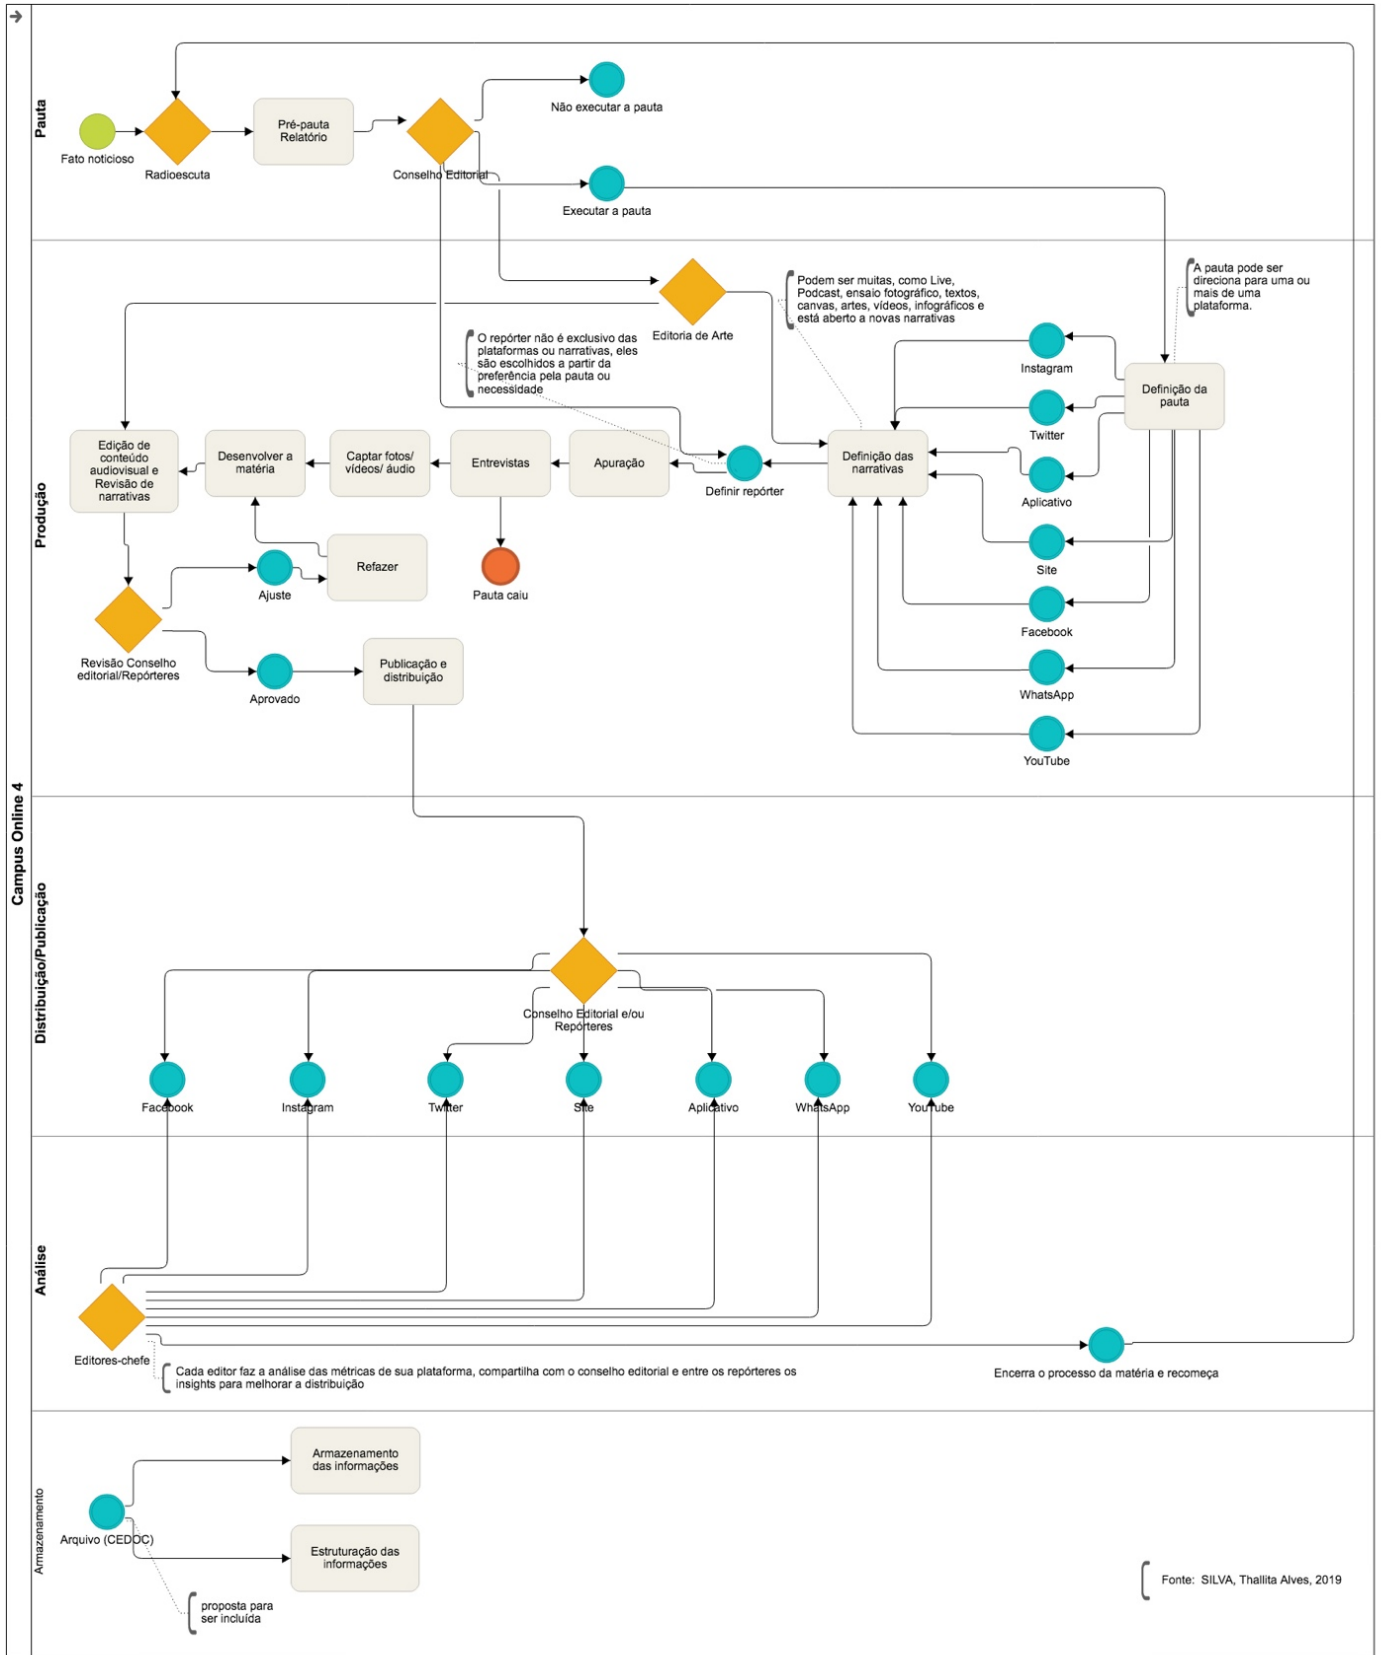 Campus Online 4
Pauta
Fato noticioso
Radioescuta
Pré-pauta
Relatório
Conselho Editorial
Não executar a pauta
Executar a pauta
Produção
Editoria de Arte
Podem ser muitas, como Live,
Podcast, ensaio fotográfico, textos,
canvas, artes, vídeos, infográficos e
está aberto a novas narrativas
A pauta pode ser
direciona para uma ou
mais de uma
plataforma.
O repórter não é exclusivo das
plataformas ou narrativas, eles
são escolhidos a partir da
preferência pela pauta ou
necessidade
Instagram
Twitter
Aplicativo
Site
Facebook
WhatsApp
YouTube
Definição da
pauta
Definição das
narrativas
Definir repórter
Apuração
Entrevistas
Captar fotos/
vídeos/ áudio
Desenvolver a
matéria
Edição de
conteúdo
audiovisual e
Revisão de
narrativas
Refazer
Ajuste
Pauta caiu
Revisão Conselho
editorial/Repórteres
Aprovado
Publicação e
distribuição
Distribuição/Publicação
Conselho Editorial e/ou
Repórteres
Facebook
Instagram
Twitter
Site
Aplicativo
WhatsApp
YouTube
Análise
Editores-chefe
Cada editor faz a análise das métricas de sua plataforma, compartilha com o conselho editorial e entre os repórteres os
insights para melhorar a distribuição
Encerra o processo da matéria e recomeça
Armazenamento
Arquivo (CEDOC)
Armazenamento
das informações
Estruturação das
informações
proposta para
ser incluída
Fonte: SILVA, Thallita Alves, 2019